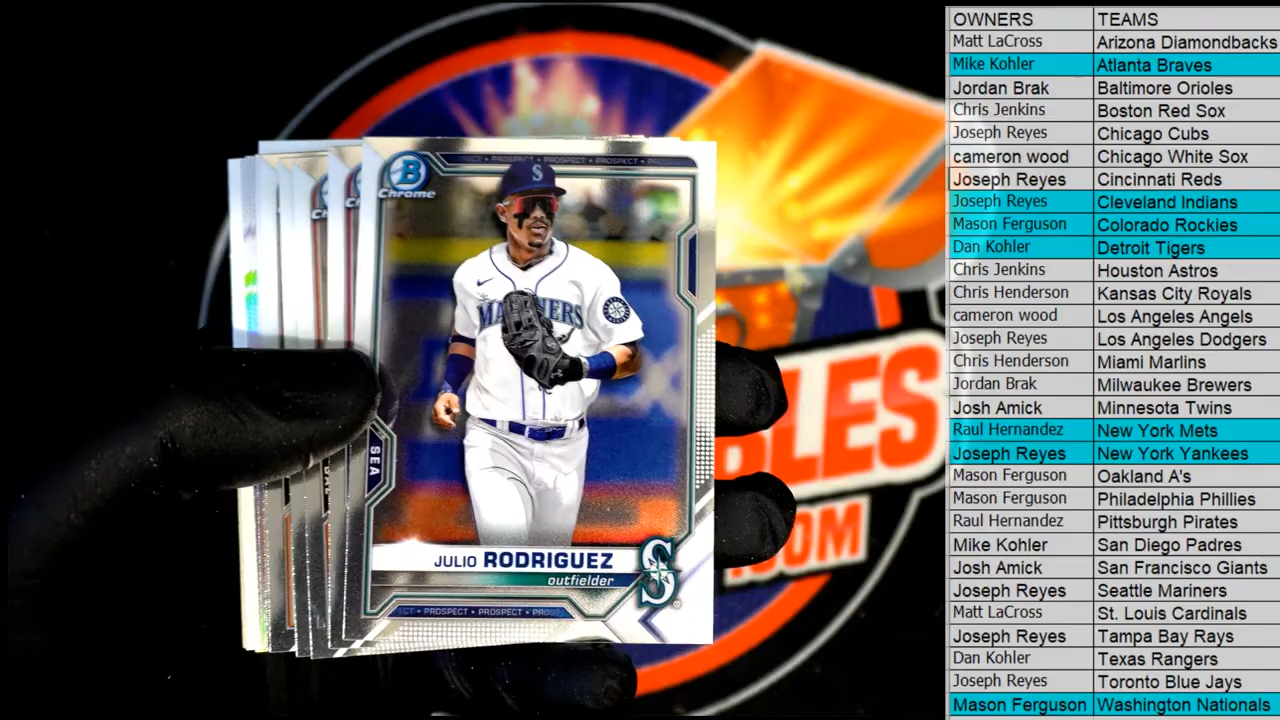 B
Chrome
PROSPECT • PROSPECT • PROSPECT • PROSPECT
S
MARINERS
SEA
JULIO RODRIGUEZ
outfielder
S
PROSPECT • PROSPECT
LES
.COM
OWNERS TEAMS
Matt LaCross Arizona Diamondbacks
Mike Kohler Atlanta Braves
Jordan Brak Baltimore Orioles
Chris Jenkins Boston Red Sox
Joseph Reyes Chicago Cubs
cameron wood Chicago White Sox
Joseph Reyes Cincinnati Reds
Joseph Reyes Cleveland Indians
Mason Ferguson Colorado Rockies
Dan Kohler Detroit Tigers
Chris Jenkins Houston Astros
Chris Henderson Kansas City Royals
cameron wood Los Angeles Angels
Joseph Reyes Los Angeles Dodgers
Chris Henderson Miami Marlins
Jordan Brak Milwaukee Brewers
Josh Amick Minnesota Twins
Raul Hernandez New York Mets
Joseph Reyes New York Yankees
Mason Ferguson Oakland A's
Mason Ferguson Philadelphia Phillies
Raul Hernandez Pittsburgh Pirates
Mike Kohler San Diego Padres
Josh Amick San Francisco Giants
Joseph Reyes Seattle Mariners
Matt LaCross St. Louis Cardinals
Joseph Reyes Tampa Bay Rays
Dan Kohler Texas Rangers
Joseph Reyes Toronto Blue Jays
Mason Ferguson Washington Nationals